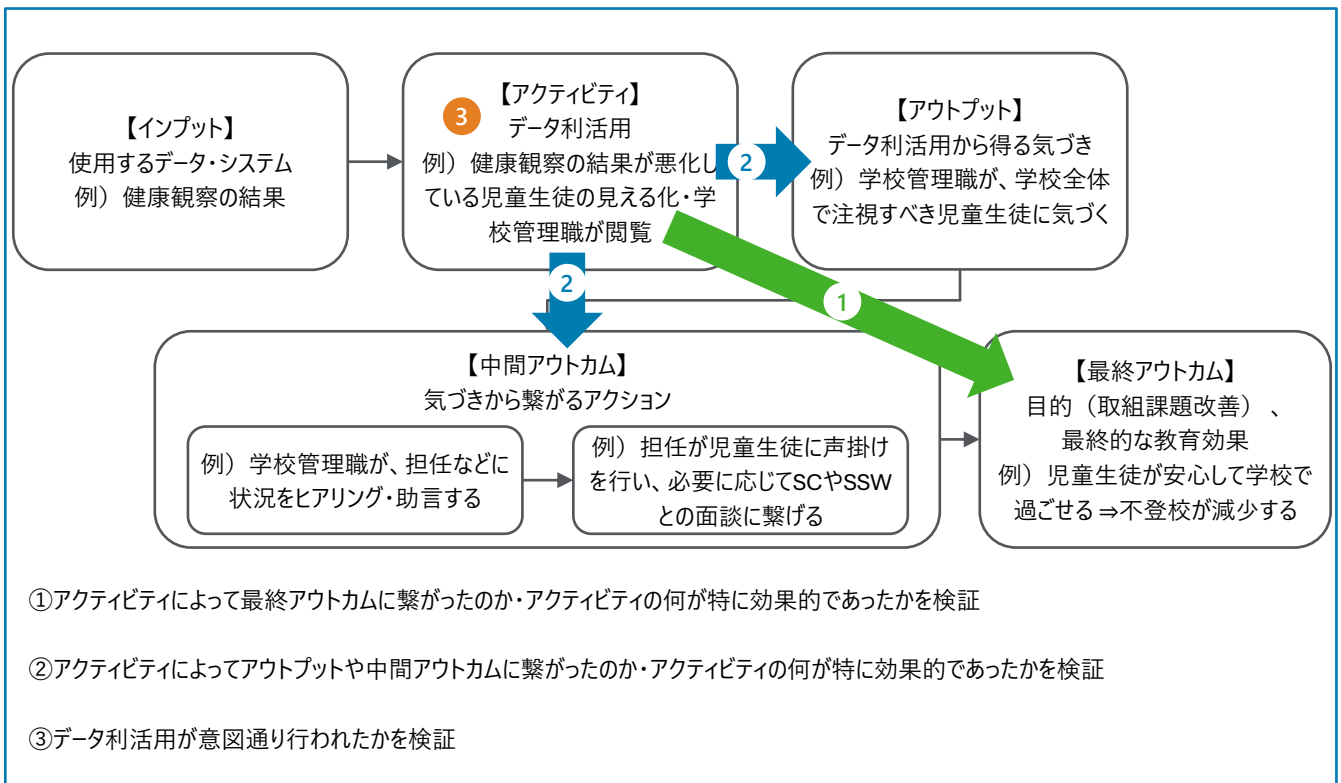 【インプット】
使用するデータ・システム
例）健康観察の結果
3
【アクティビティ】
データ利活用
例）健康観察の結果が悪化し
ている児童生徒の見える化・学
校管理職が閲覧
2
【アウトプット】
データ利活用から得る気づき
例）学校管理職が、学校全体
で注視すべき児童生徒に気づく
2
1
【中間アウトカム】
気づきから繋がるアクション
例）学校管理職が、担任などに
状況をヒアリング・助言する
例）担任が児童生徒に声掛け
を行い、必要に応じてSCやSSW
との面談に繋げる
【最終アウトカム】
目的（取組課題改善）、
最終的な教育効果
例）児童生徒が安心して学校で
過ごせる⇒不登校が減少する
①アクティビティによって最終アウトカムに繋がったのか・アクティビティの何が特に効果的であったかを検証
②アクティビティによってアウトプットや中間アウトカムに繋がったのか・アクティビティの何が特に効果的であったかを検証
③データ利活用が意図通り行われたかを検証